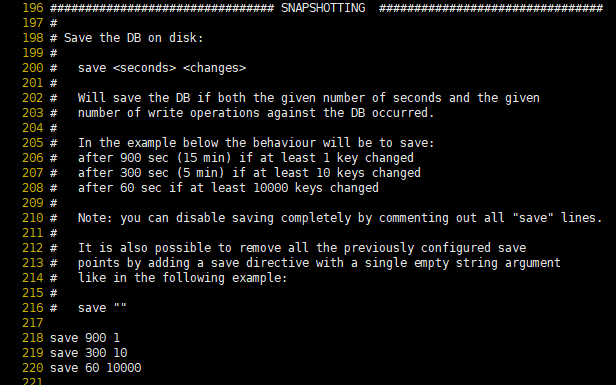 196 ################################ SNAPSHOTTING  ################################
197 #
198 # Save the DB on disk:
199 #
200 #   save <seconds> <changes>
201 #
202 #   Will save the DB if both the given number of seconds and the given
203 #   number of write operations against the DB occurred.
204 #
205 #   In the example below the behaviour will be to save:
206 #   after 900 sec (15 min) if at least 1 key changed
207 #   after 300 sec (5 min) if at least 10 keys changed
208 #   after 60 sec if at least 10000 keys changed
209 #
210 #   Note: you can disable saving completely by commenting out all "save" lines.
211 #
212 #   It is also possible to remove all the previously configured save
213 #   points by adding a save directive with a single empty string argument
214 #   like in the following example:
215 #
216 #   save ""
217
218 save 900 1
219 save 300 10
220 save 60 10000
221